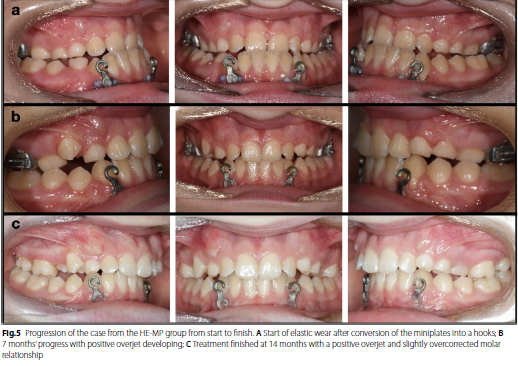 a
b
c
Fig.5 Progression of the case from the HE-MP group from start to finish. A Start of elastic wear after conversion of the miniplates into a hooks; B
7 months' progress with positive overjet developing; C Treatment finished at 14 months with a positive overjet and slightly overcorrected molar
relationship